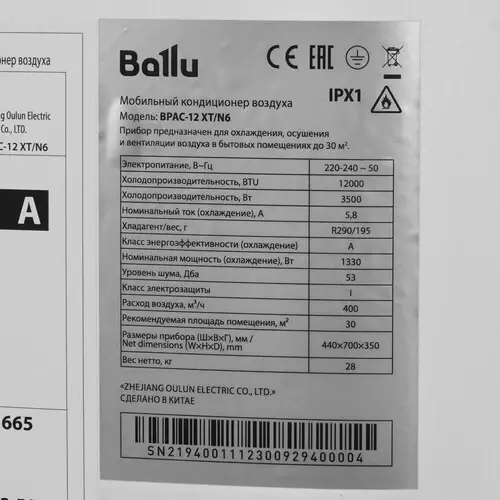 Ballu
CE EAC
IPX1
Мобильный кондиционер воздуха
Модель: BPAC-12 XT/N6
Прибор предназначен для охлаждения, осушения
и вентиляции воздуха в бытовых помещениях до 30 м².
Электропитание, В~Гц 220-240 ~ 50
Холодопроизводительность, BTU 12000
Холодопроизводительность, Вт 3500
Номинальный ток (охлаждение), А 5,8
Хладагент/вес, г R290/195
Класс энергоэффективности (охлаждение) A
Номинальная мощность (охлаждение), Вт 1330
Уровень шума, Дба 53
Класс электрозащиты I
Расход воздуха, м³/ч 400
Рекомендуемая площадь помещения, м² 30
Размеры прибора (Ш×В×Г), мм /
Net dimensions (W×H×D), mm 440×700×350
Вес нетто, кг 28
«ZHEJIANG OULUN ELECTRIC CO., LTD.»
СДЕЛАНО В КИТАЕ
SN2194001112300929400004
нер воздуха
g Oulun Electric
Co., LTD.
C-12 XT/N6
A
665